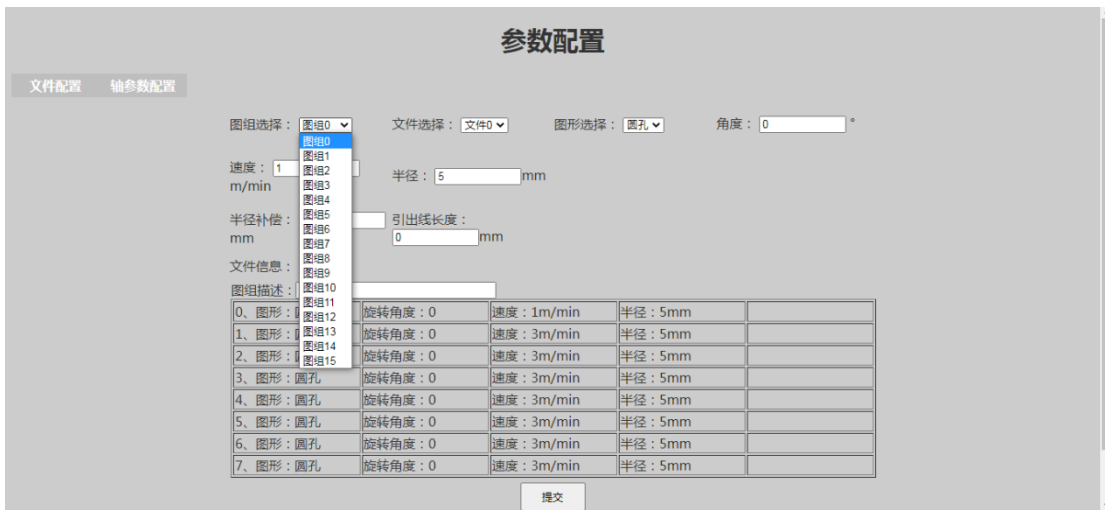 参数配置
文件配置 轴参数配置
图组选择： 图组0 文件选择： 文件0 图形选择： 圆孔 角度： 0 °
图组0
图组1
图组2
图组3
图组4
图组5
图组6
图组7
图组8
图组9
图组10
图组11
图组12
图组13
图组14
图组15
速度： 1
m/min
半径： 5 mm
半径补偿：
mm
引出线长度：
0 mm
文件信息：
图组描述：
0、图形： 旋转角度：0 速度：1m/min 半径：5mm
1、图形： 旋转角度：0 速度：3m/min 半径：5mm
2、图形： 旋转角度：0 速度：3m/min 半径：5mm
3、图形：圆孔 旋转角度：0 速度：3m/min 半径：5mm
4、图形：圆孔 旋转角度：0 速度：3m/min 半径：5mm
5、图形：圆孔 旋转角度：0 速度：3m/min 半径：5mm
6、图形：圆孔 旋转角度：0 速度：3m/min 半径：5mm
7、图形：圆孔 旋转角度：0 速度：3m/min 半径：5mm
提交